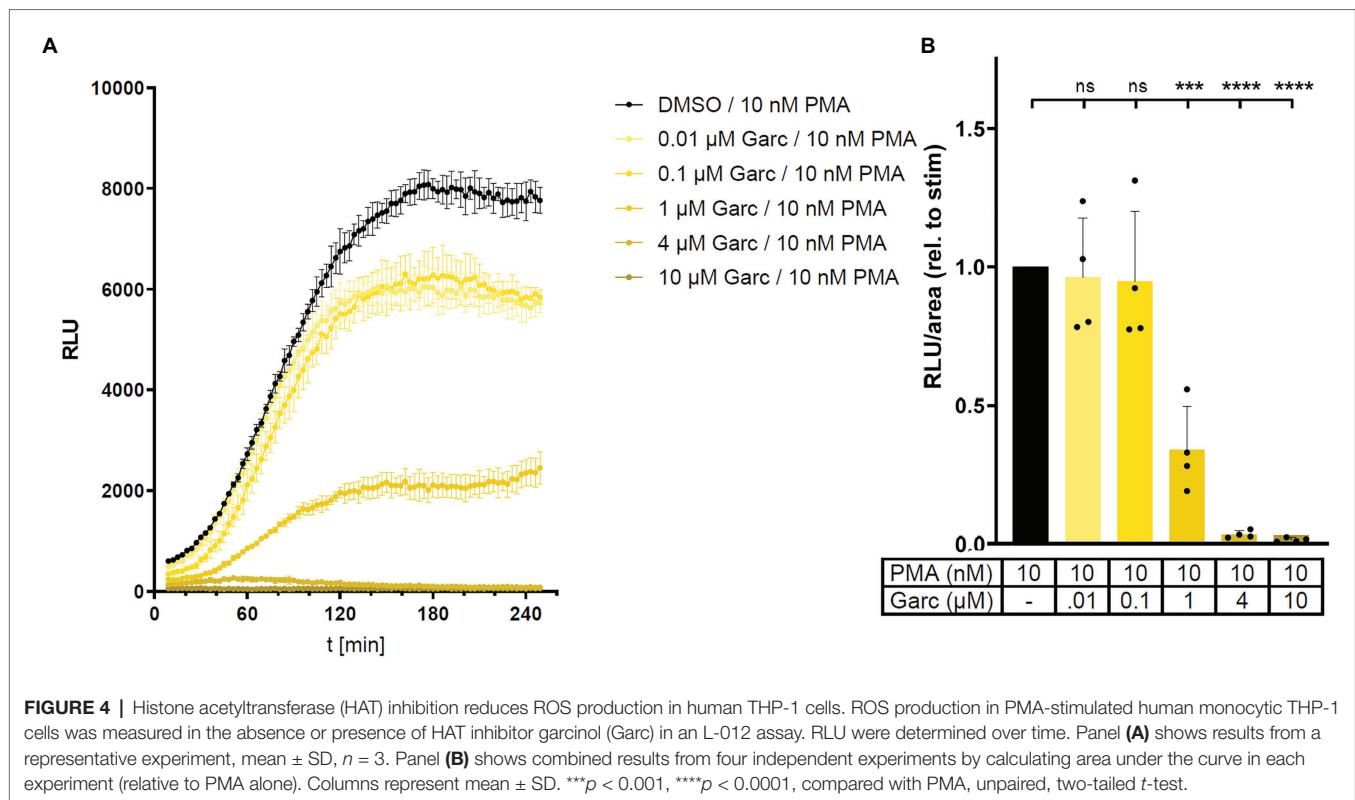 A
10000
8000
6000
4000
2000
0
RLU
0 60 120 180 240
t [min]
DMSO / 10 nM PMA
0.01 µM Garc / 10 nM PMA
0.1 µM Garc / 10 nM PMA
1 µM Garc / 10 nM PMA
4 µM Garc / 10 nM PMA
10 µM Garc / 10 nM PMA
B
ns ns *** **** ****
1.5
1.0
0.5
0.0
RLU/area (rel. to stim)
PMA (nM) 10 10 10 10 10 10
Garc (µM) - .01 0.1 1 4 10
FIGURE 4 | Histone acetyltransferase (HAT) inhibition reduces ROS production in human THP-1 cells. ROS production in PMA-stimulated human monocytic THP-1
cells was measured in the absence or presence of HAT inhibitor garcinol (Garc) in an L-012 assay. RLU were determined over time. Panel (A) shows results from a
representative experiment, mean ± SD, n = 3. Panel (B) shows combined results from four independent experiments by calculating area under the curve in each
experiment (relative to PMA alone). Columns represent mean ± SD. ***p < 0.001, ****p < 0.0001, compared with PMA, unpaired, two-tailed t-test.